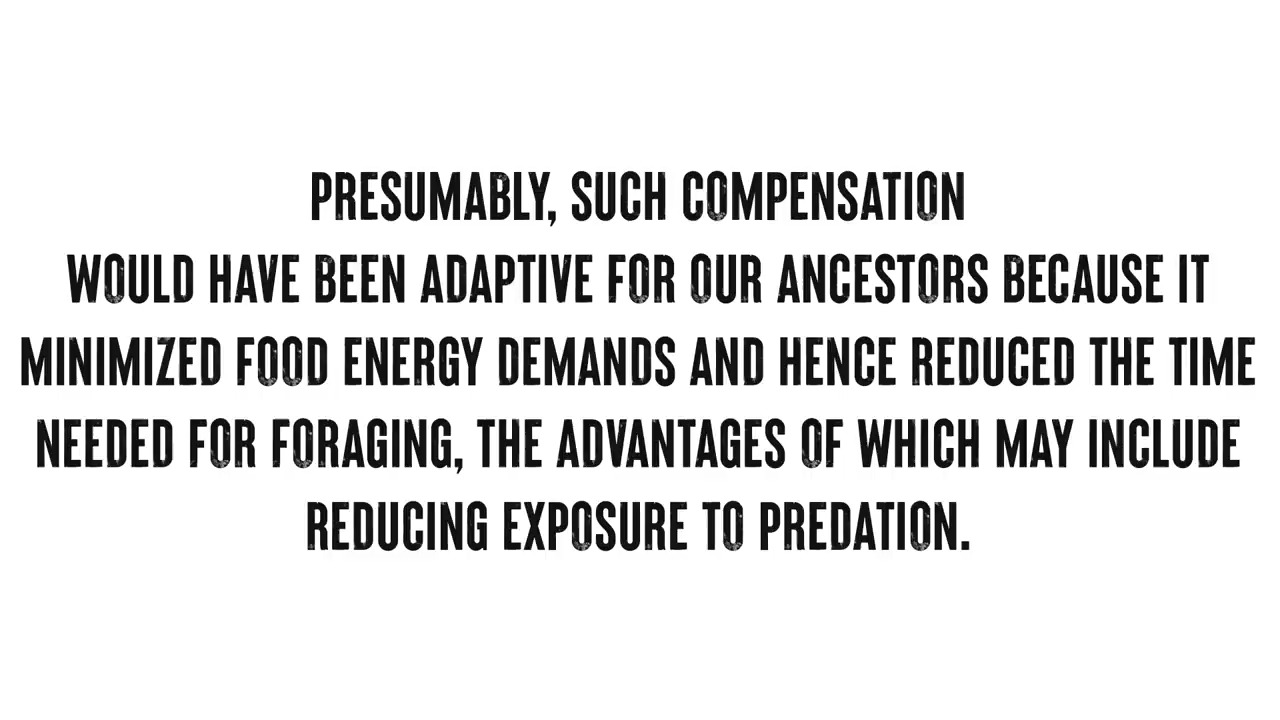 PRESUMABLY, SUCH COMPENSATION
WOULD HAVE BEEN ADAPTIVE FOR OUR ANCESTORS BECAUSE IT
MINIMIZED FOOD ENERGY DEMANDS AND HENCE REDUCED THE TIME
NEEDED FOR FORAGING, THE ADVANTAGES OF WHICH MAY INCLUDE
REDUCING EXPOSURE TO PREDATION.